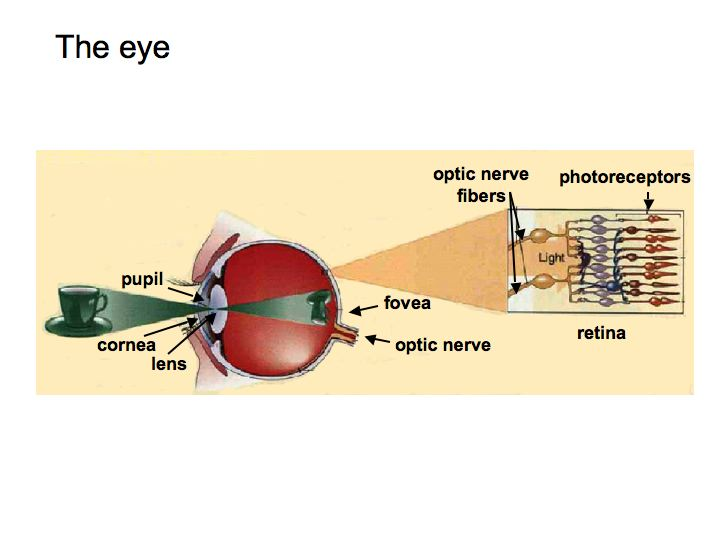 The eye
optic nerve
fibers
photoreceptors
Light
pupil
fovea
cornea
optic nerve
retina
lens